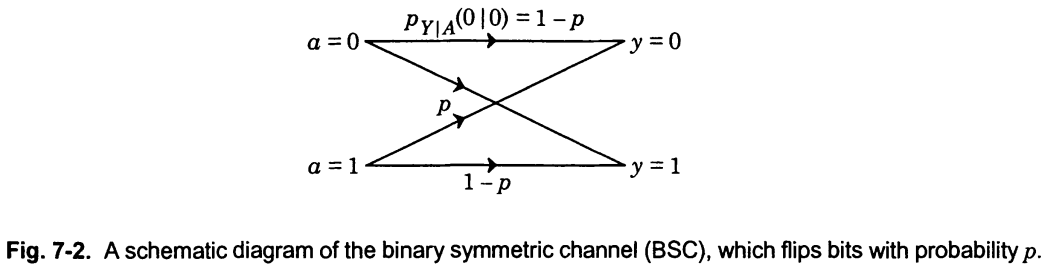 p_{Y|A}(0|0) = 1 – p
a = 0
y = 0
p
a = 1
y = 1
1 – p
Fig. 7-2. A schematic diagram of the binary symmetric channel (BSC), which flips bits with probability p.